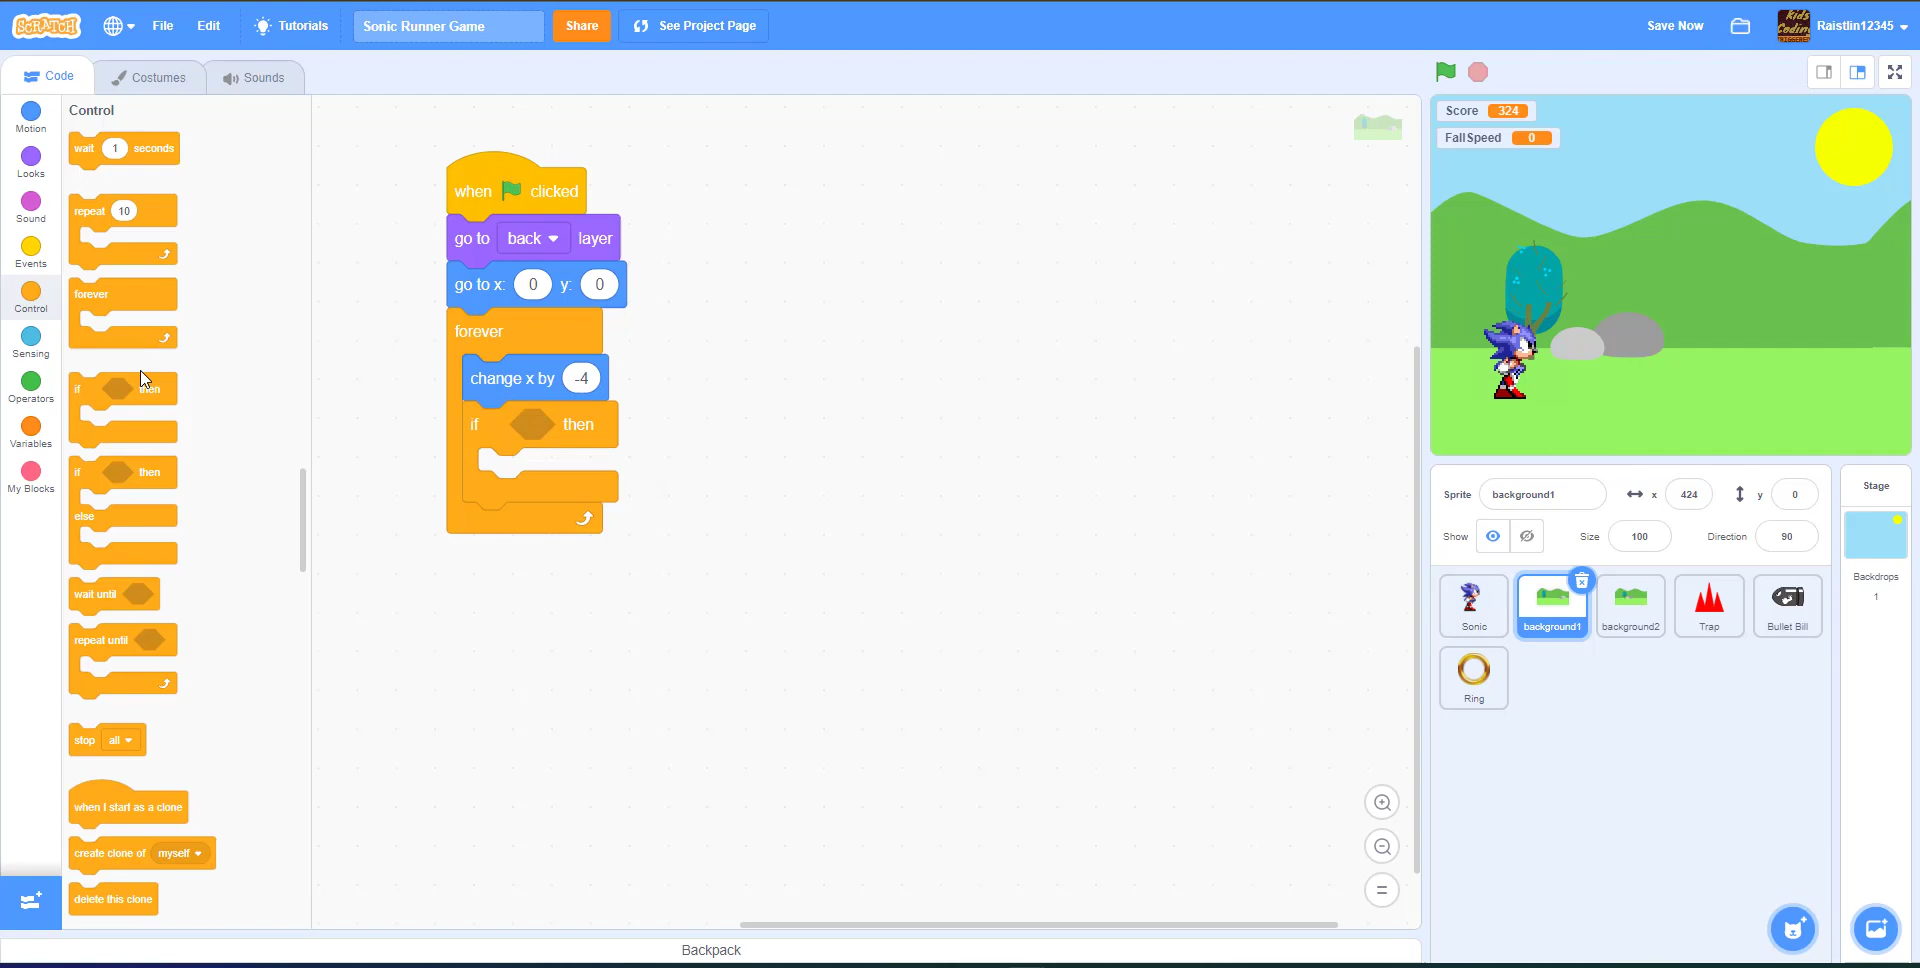 SCRATCH File Edit Tutorials Sonic Runner Game Share See Project Page Save Now Raistlin12345
Code Costumes Sounds
Motion
Looks
Sound
Events
Control
Sensing
Operators
Variables
My Blocks
Control
wait 1 seconds
repeat 10
forever
if then
if then
else
wait until
repeat until
stop all
when I start as a clone
create clone of myself
delete this clone
when clicked
go to back layer
go to x: 0 y: 0
forever
change x by -4
if then
Score 324
FallSpeed 0
Sprite background1 x 424 y 0
Show Size 100 Direction 90
Sonic background1 background2 Trap Bullet Bill
Ring
Stage
Backdrops
1
Backpack